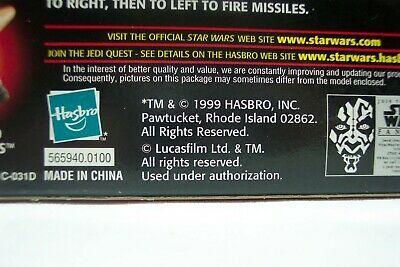 TO RIGHT, THEN TO LEFT TO FIRE MISSILES.
VISIT THE OFFICIAL STAR WARS WEB SITE www.starwars.com
JOIN THE JEDI QUEST - SEE DETAILS ON THE HASBRO WEB SITE www.starwars.hasb
In the interest of better quality and value, we are constantly improving and updating our pro
Consequently, pictures on this package may sometimes differ from the model enclosed.
Hasbro
565940.0100
C-031D MADE IN CHINA
*TM & © 1999 HASBRO, INC.
Pawtucket, Rhode Island 02862.
All Rights Reserved.
© Lucasfilm Ltd. & TM.
All Rights Reserved.
Used under authorization.